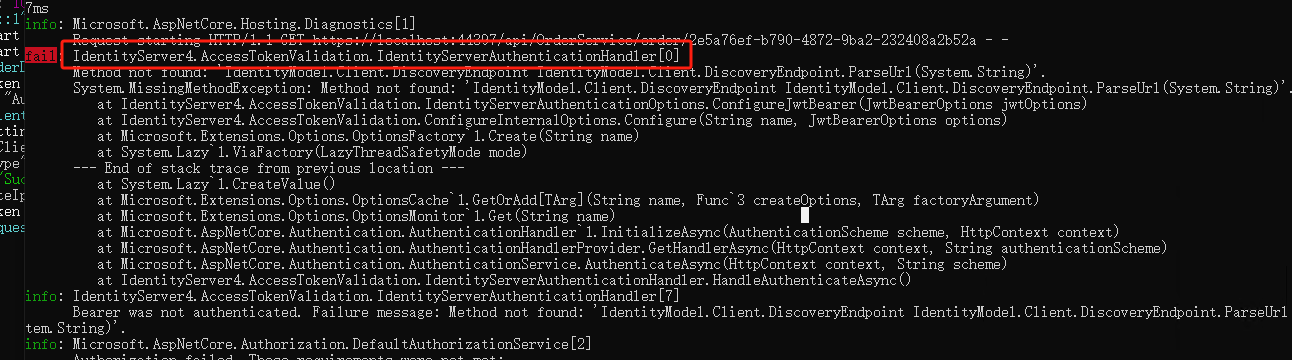 7ms
info: Microsoft.AspNetCore.Hosting.Diagnostics[1]
Request starting HTTP/1.1 GET https://localhost:44397/api/OrderService/order/2e5a76ef-b790-4872-9ba2-232408a2b52a - -
fail: IdentityServer4.AccessTokenValidation.IdentityServerAuthenticationHandler[0]
Method not found: 'IdentityModel.Client.DiscoveryEndpoint IdentityModel.Client.DiscoveryEndpoint.ParseUrl(System.String)'.
System.MissingMethodException: Method not found: 'IdentityModel.Client.DiscoveryEndpoint IdentityModel.Client.DiscoveryEndpoint.ParseUrl(System.String)'.
at IdentityServer4.AccessTokenValidation.IdentityServerAuthenticationOptions.ConfigureJwtBearer(JwtBearerOptions jwtOptions)
at IdentityServer4.AccessTokenValidation.ConfigureInternalOptions.Configure(String name, JwtBearerOptions options)
at Microsoft.Extensions.Options.OptionsFactory`1.Create(String name)
at System.Lazy`1.ViaFactory(LazyThreadSafetyMode mode)
--- End of stack trace from previous location ---
at System.Lazy`1.CreateValue()
at Microsoft.Extensions.Options.OptionsCache`1.GetOrAdd[TArg](String name, Func`3 createOptions, TArg factoryArgument)
at Microsoft.Extensions.Options.OptionsMonitor`1.Get(String name)
at Microsoft.AspNetCore.Authentication.AuthenticationHandler`1.InitializeAsync(AuthenticationScheme scheme, HttpContext context)
at Microsoft.AspNetCore.Authentication.AuthenticationHandlerProvider.GetHandlerAsync(HttpContext context, String authenticationScheme)
at Microsoft.AspNetCore.Authentication.AuthenticationService.AuthenticateAsync(HttpContext context, String scheme)
at IdentityServer4.AccessTokenValidation.IdentityServerAuthenticationHandler.HandleAuthenticateAsync()
info: IdentityServer4.AccessTokenValidation.IdentityServerAuthenticationHandler[7]
Bearer was not authenticated. Failure message: Method not found: 'IdentityModel.Client.DiscoveryEndpoint IdentityModel.Client.DiscoveryEndpoint.ParseUrl
tem.String)'.
info: Microsoft.AspNetCore.Authorization.DefaultAuthorizationService[2]
Authorization failed. These requirements were not met: